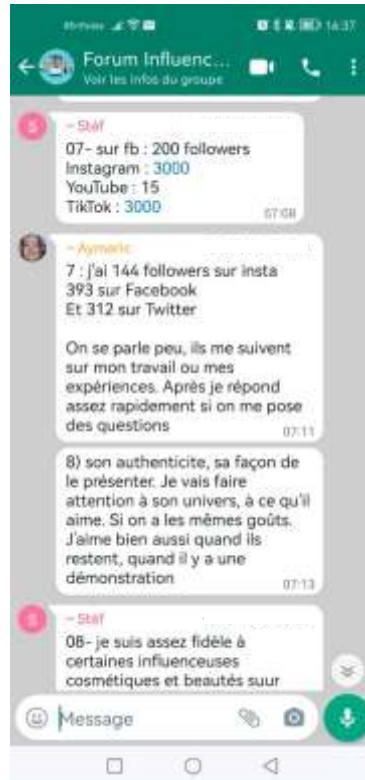 14:37
Forum Influenc...
Voir les infos du groupe
~ Stéf
07- sur fb : 200 followers
Instagram : 3000
YouTube : 15
TikTok : 3000
07:08
~ Aymeric
7 : j'ai 144 followers sur insta
393 sur Facebook
Et 312 sur Twitter
On se parle peu, ils me suivent
sur mon travail ou mes
expériences. Après je répond
assez rapidement si on me pose
des questions
07:11
8) son authenticite, sa façon de
le présenter. Je vais faire
attention à son univers, à ce qu'il
aime. Si on a les mêmes goûts.
J'aime bien aussi quand ils
restent, quand il y a une
démonstration
07:13
~ Stéf
08- je suis assez fidèle à
certaines influenceuses
cosmétiques et beautés suur
Message